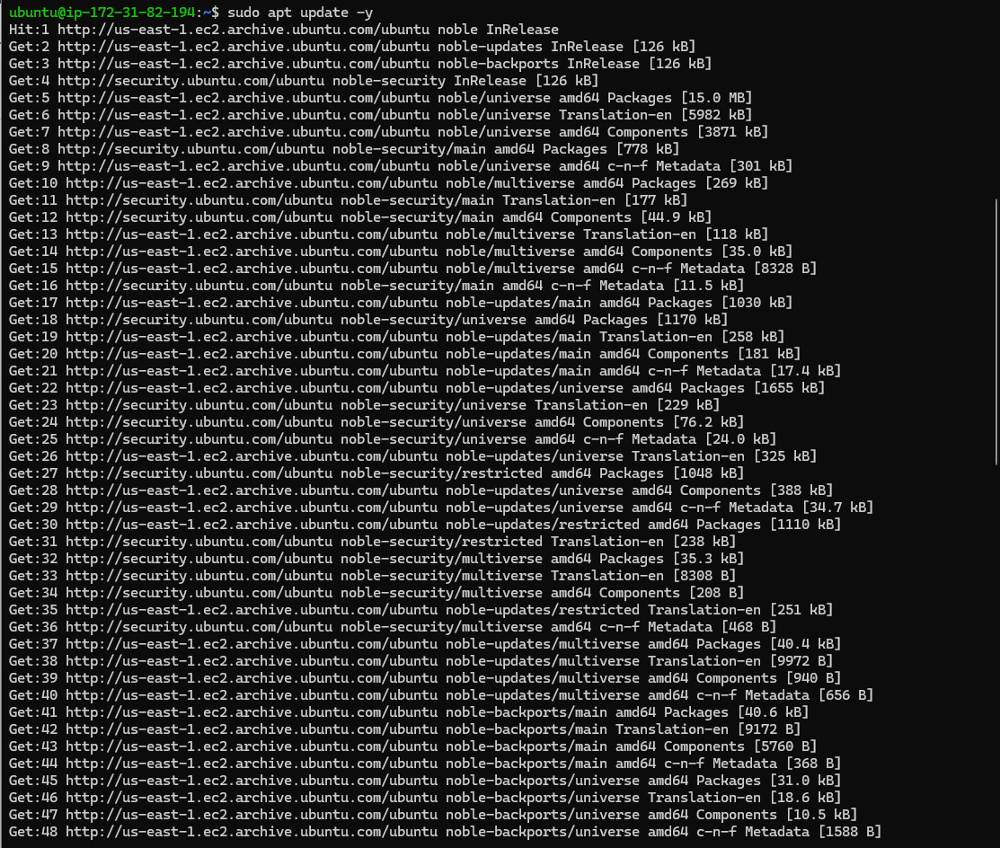 ubuntu@ip-172-31-82-194:~$ sudo apt update -y
Hit:1 http://us-east-1.ec2.archive.ubuntu.com/ubuntu noble InRelease
Get:2 http://us-east-1.ec2.archive.ubuntu.com/ubuntu noble-updates InRelease [126 kB]
Get:3 http://us-east-1.ec2.archive.ubuntu.com/ubuntu noble-backports InRelease [126 kB]
Get:4 http://security.ubuntu.com/ubuntu noble-security InRelease [126 kB]
Get:5 http://us-east-1.ec2.archive.ubuntu.com/ubuntu noble/universe amd64 Packages [15.0 MB]
Get:6 http://us-east-1.ec2.archive.ubuntu.com/ubuntu noble/universe Translation-en [5982 kB]
Get:7 http://us-east-1.ec2.archive.ubuntu.com/ubuntu noble/universe amd64 Components [3871 kB]
Get:8 http://security.ubuntu.com/ubuntu noble-security/main amd64 Packages [778 kB]
Get:9 http://us-east-1.ec2.archive.ubuntu.com/ubuntu noble/universe amd64 c-n-f Metadata [301 kB]
Get:10 http://us-east-1.ec2.archive.ubuntu.com/ubuntu noble/multiverse amd64 Packages [269 kB]
Get:11 http://security.ubuntu.com/ubuntu noble-security/main Translation-en [177 kB]
Get:12 http://security.ubuntu.com/ubuntu noble-security/main amd64 Components [44.9 kB]
Get:13 http://us-east-1.ec2.archive.ubuntu.com/ubuntu noble/multiverse Translation-en [118 kB]
Get:14 http://us-east-1.ec2.archive.ubuntu.com/ubuntu noble/multiverse amd64 Components [35.0 kB]
Get:15 http://us-east-1.ec2.archive.ubuntu.com/ubuntu noble/multiverse amd64 c-n-f Metadata [8328 B]
Get:16 http://security.ubuntu.com/ubuntu noble-security/main amd64 c-n-f Metadata [11.5 kB]
Get:17 http://us-east-1.ec2.archive.ubuntu.com/ubuntu noble-updates/main amd64 Packages [1030 kB]
Get:18 http://security.ubuntu.com/ubuntu noble-security/universe amd64 Packages [1170 kB]
Get:19 http://us-east-1.ec2.archive.ubuntu.com/ubuntu noble-updates/main Translation-en [258 kB]
Get:20 http://us-east-1.ec2.archive.ubuntu.com/ubuntu noble-updates/main amd64 Components [181 kB]
Get:21 http://us-east-1.ec2.archive.ubuntu.com/ubuntu noble-updates/main amd64 c-n-f Metadata [17.4 kB]
Get:22 http://us-east-1.ec2.archive.ubuntu.com/ubuntu noble-updates/universe amd64 Packages [1655 kB]
Get:23 http://security.ubuntu.com/ubuntu noble-security/universe Translation-en [229 kB]
Get:24 http://security.ubuntu.com/ubuntu noble-security/universe amd64 Components [76.2 kB]
Get:25 http://security.ubuntu.com/ubuntu noble-security/universe amd64 c-n-f Metadata [24.0 kB]
Get:26 http://us-east-1.ec2.archive.ubuntu.com/ubuntu noble-updates/universe Translation-en [325 kB]
Get:27 http://security.ubuntu.com/ubuntu noble-security/restricted amd64 Packages [1048 kB]
Get:28 http://us-east-1.ec2.archive.ubuntu.com/ubuntu noble-updates/universe amd64 Components [388 kB]
Get:29 http://us-east-1.ec2.archive.ubuntu.com/ubuntu noble-updates/universe amd64 c-n-f Metadata [34.7 kB]
Get:30 http://us-east-1.ec2.archive.ubuntu.com/ubuntu noble-updates/restricted amd64 Packages [1110 kB]
Get:31 http://security.ubuntu.com/ubuntu noble-security/restricted Translation-en [238 kB]
Get:32 http://security.ubuntu.com/ubuntu noble-security/multiverse amd64 Packages [35.3 kB]
Get:33 http://security.ubuntu.com/ubuntu noble-security/multiverse Translation-en [8308 B]
Get:34 http://security.ubuntu.com/ubuntu noble-security/multiverse amd64 Components [208 B]
Get:35 http://us-east-1.ec2.archive.ubuntu.com/ubuntu noble-updates/restricted Translation-en [251 kB]
Get:36 http://security.ubuntu.com/ubuntu noble-security/multiverse amd64 c-n-f Metadata [468 B]
Get:37 http://us-east-1.ec2.archive.ubuntu.com/ubuntu noble-updates/multiverse amd64 Packages [40.4 kB]
Get:38 http://us-east-1.ec2.archive.ubuntu.com/ubuntu noble-updates/multiverse Translation-en [9972 B]
Get:39 http://us-east-1.ec2.archive.ubuntu.com/ubuntu noble-updates/multiverse amd64 Components [940 B]
Get:40 http://us-east-1.ec2.archive.ubuntu.com/ubuntu noble-updates/multiverse amd64 c-n-f Metadata [656 B]
Get:41 http://us-east-1.ec2.archive.ubuntu.com/ubuntu noble-backports/main amd64 Packages [40.6 kB]
Get:42 http://us-east-1.ec2.archive.ubuntu.com/ubuntu noble-backports/main Translation-en [9172 B]
Get:43 http://us-east-1.ec2.archive.ubuntu.com/ubuntu noble-backports/main amd64 Components [5760 B]
Get:44 http://us-east-1.ec2.archive.ubuntu.com/ubuntu noble-backports/main amd64 c-n-f Metadata [368 B]
Get:45 http://us-east-1.ec2.archive.ubuntu.com/ubuntu noble-backports/universe amd64 Packages [31.0 kB]
Get:46 http://us-east-1.ec2.archive.ubuntu.com/ubuntu noble-backports/universe Translation-en [18.6 kB]
Get:47 http://us-east-1.ec2.archive.ubuntu.com/ubuntu noble-backports/universe amd64 Components [10.5 kB]
Get:48 http://us-east-1.ec2.archive.ubuntu.com/ubuntu noble-backports/universe amd64 c-n-f Metadata [1588 B]